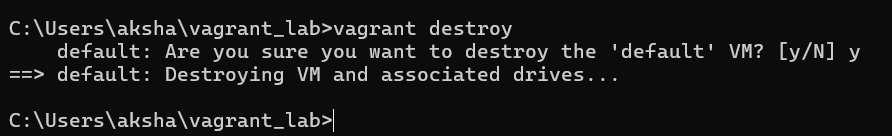 C:\Users\aksha\vagrant_lab>vagrant destroy
    default: Are you sure you want to destroy the 'default' VM? [y/N] y
==> default: Destroying VM and associated drives...
C:\Users\aksha\vagrant_lab>